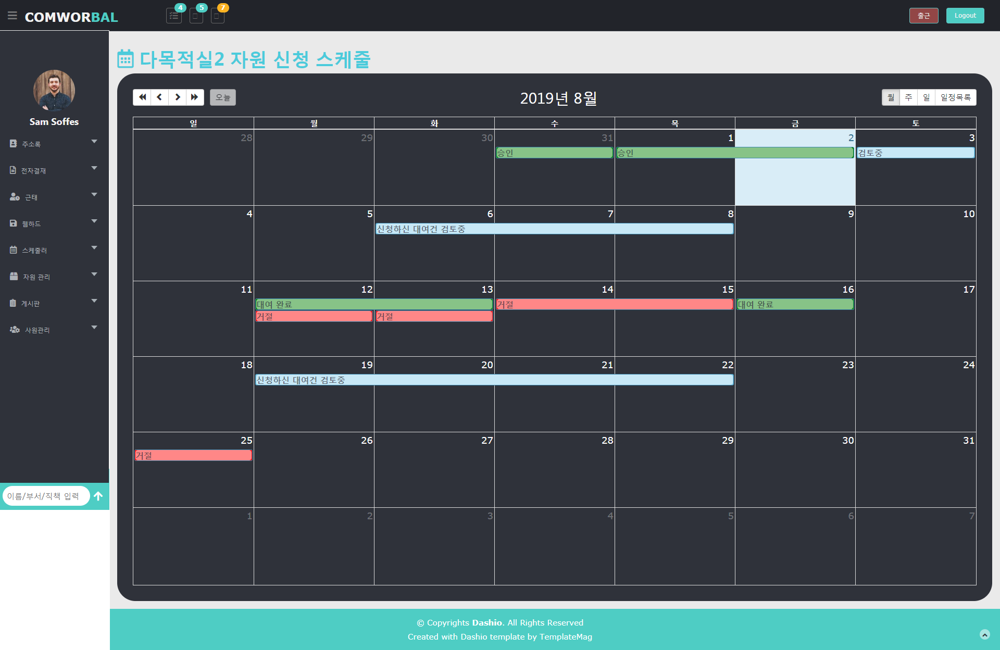 COMWORBAL
4 5 7
출근 Logout
Sam Soffes
주소록
전자결재
근태
웹하드
스케줄러
자원 관리
게시판
사원관리
이름/부서/직책 입력
다목적실2 자원 신청 스케줄
오늘
2019년 8월
월 주 일 일정목록
일 월 화 수 목 금 토
28 29 30 31 1 2 3
승인 승인 검토중
4 5 6 7 8 9 10
신청하신 대여건 검토중
11 12 13 14 15 16 17
대여 완료 거절 대여 완료
거절 거절
18 19 20 21 22 23 24
신청하신 대여건 검토중
25 26 27 28 29 30 31
거절
1 2 3 4 5 6 7
© Copyrights Dashio. All Rights Reserved
Created with Dashio template by TemplateMag